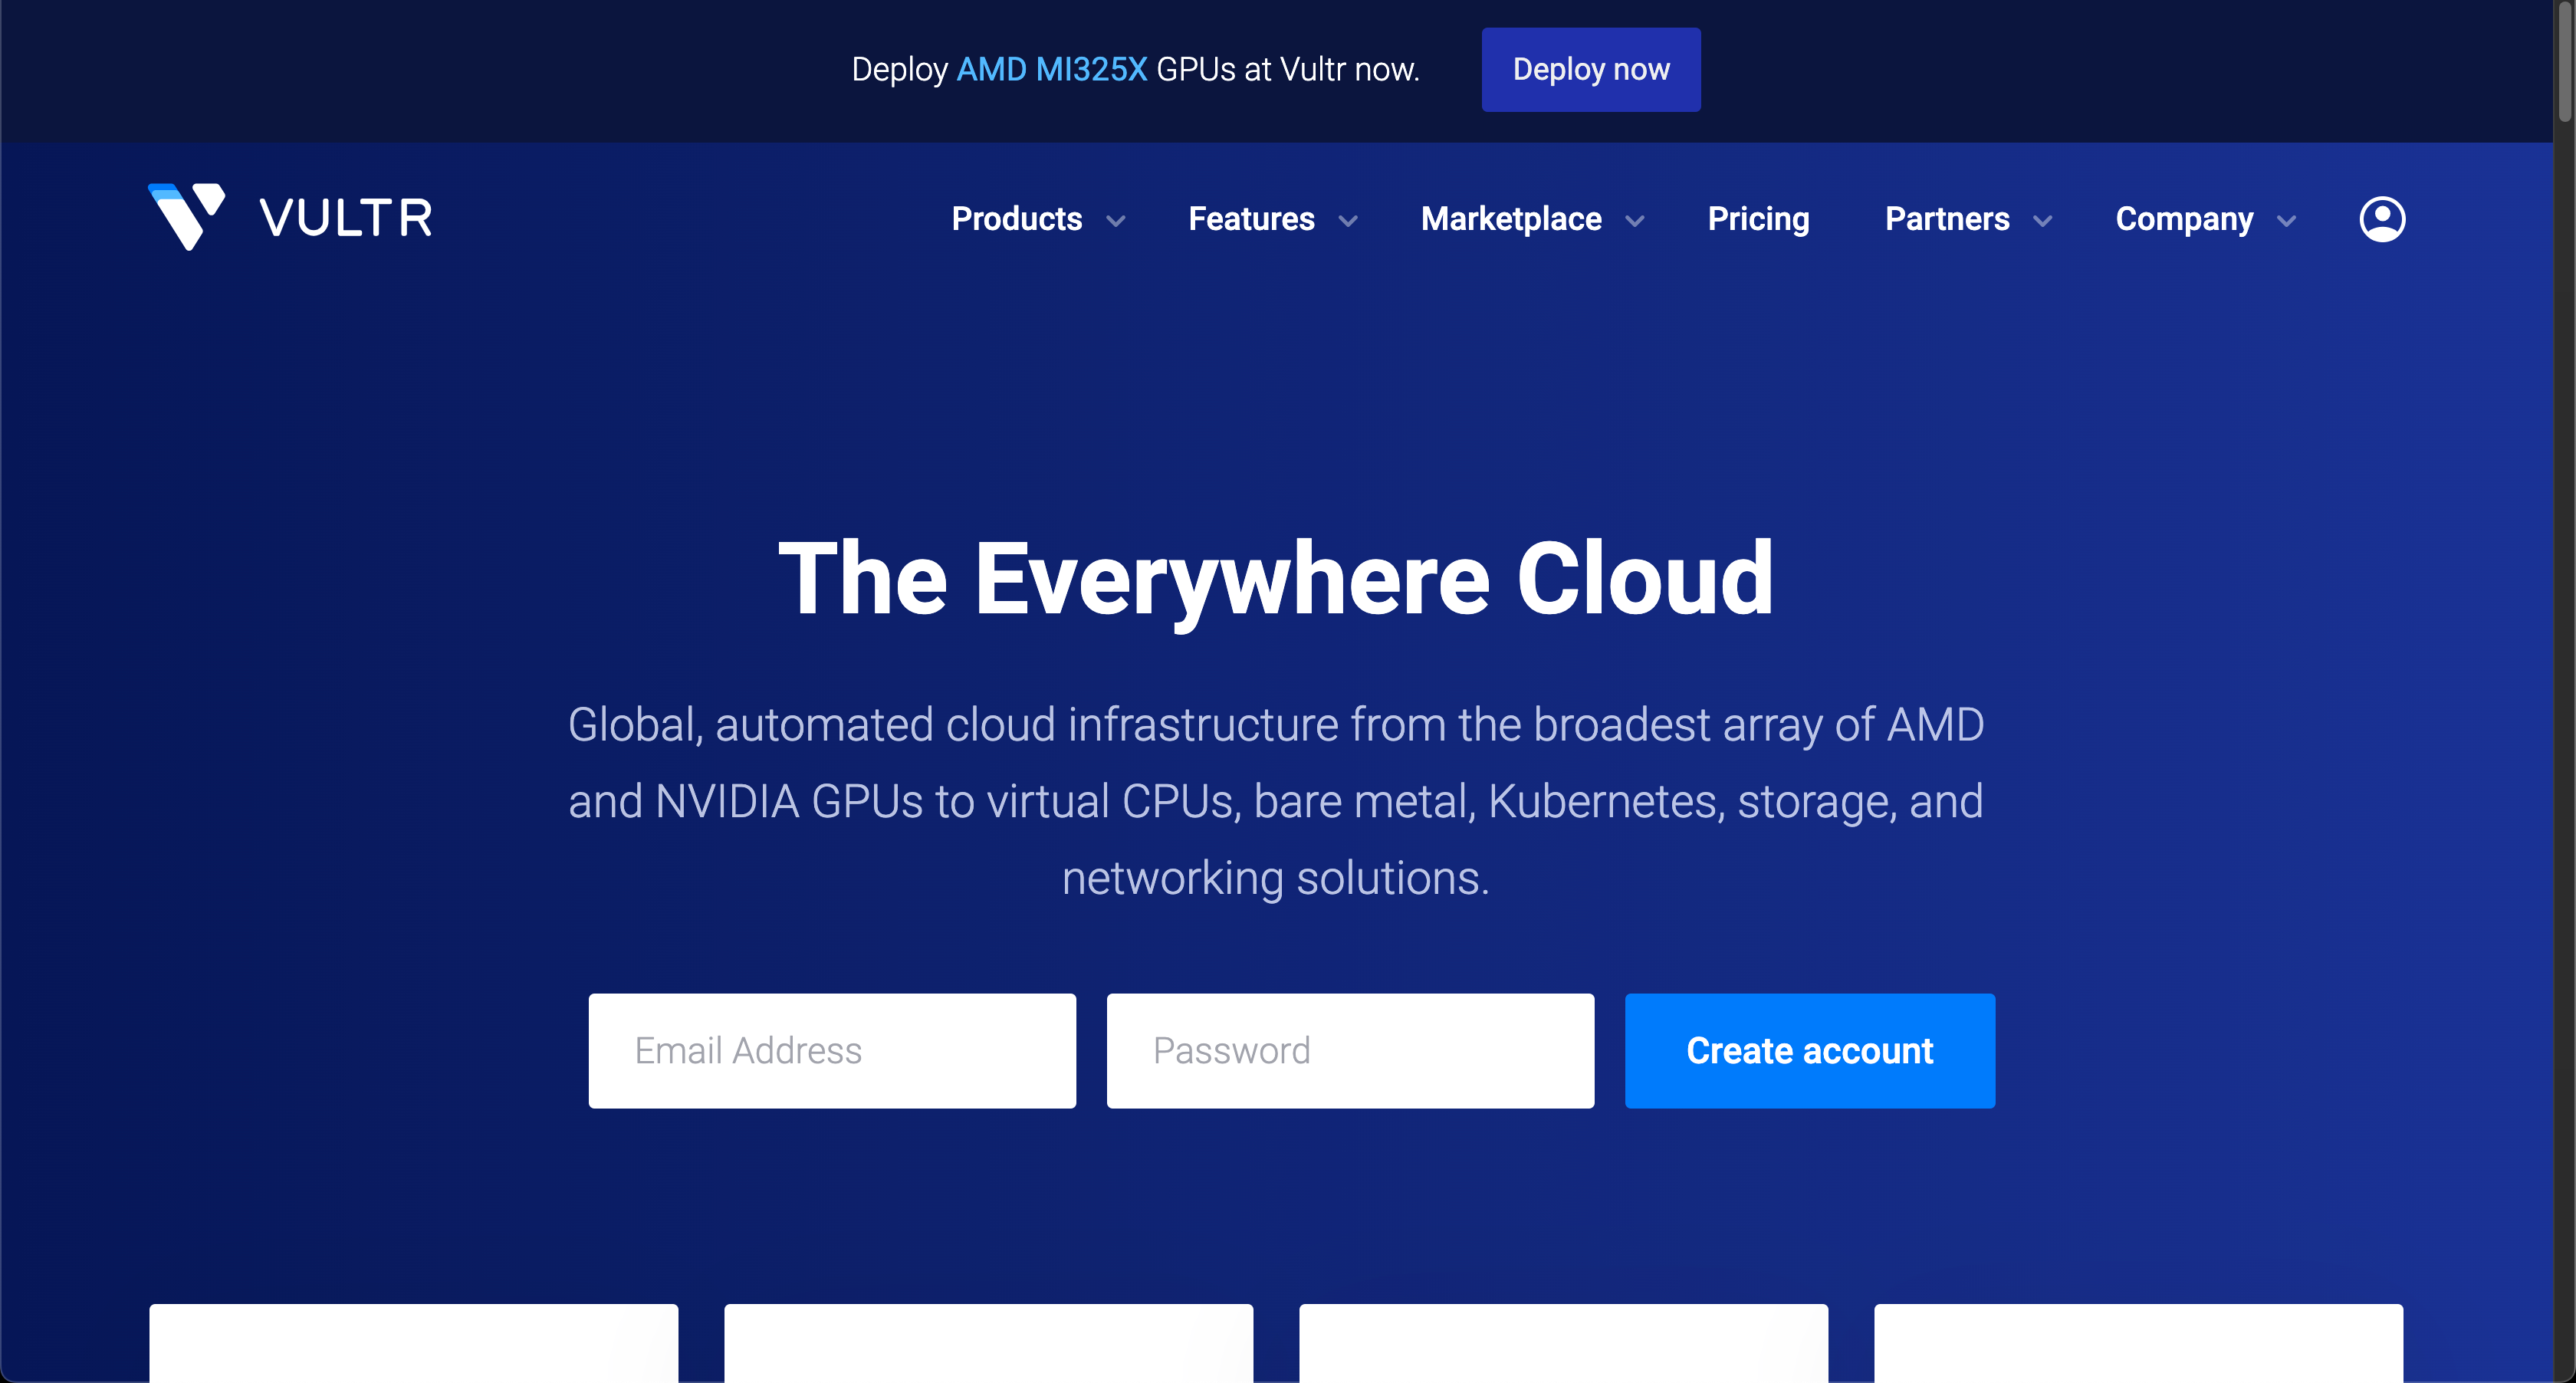 Deploy AMD MI325X GPUs at Vultr now.
Deploy now
VULTR
Products
Features
Marketplace
Pricing
Partners
Company
The Everywhere Cloud
Global, automated cloud infrastructure from the broadest array of AMD
and NVIDIA GPUs to virtual CPUs, bare metal, Kubernetes, storage, and
networking solutions.
Email Address
Password
Create account